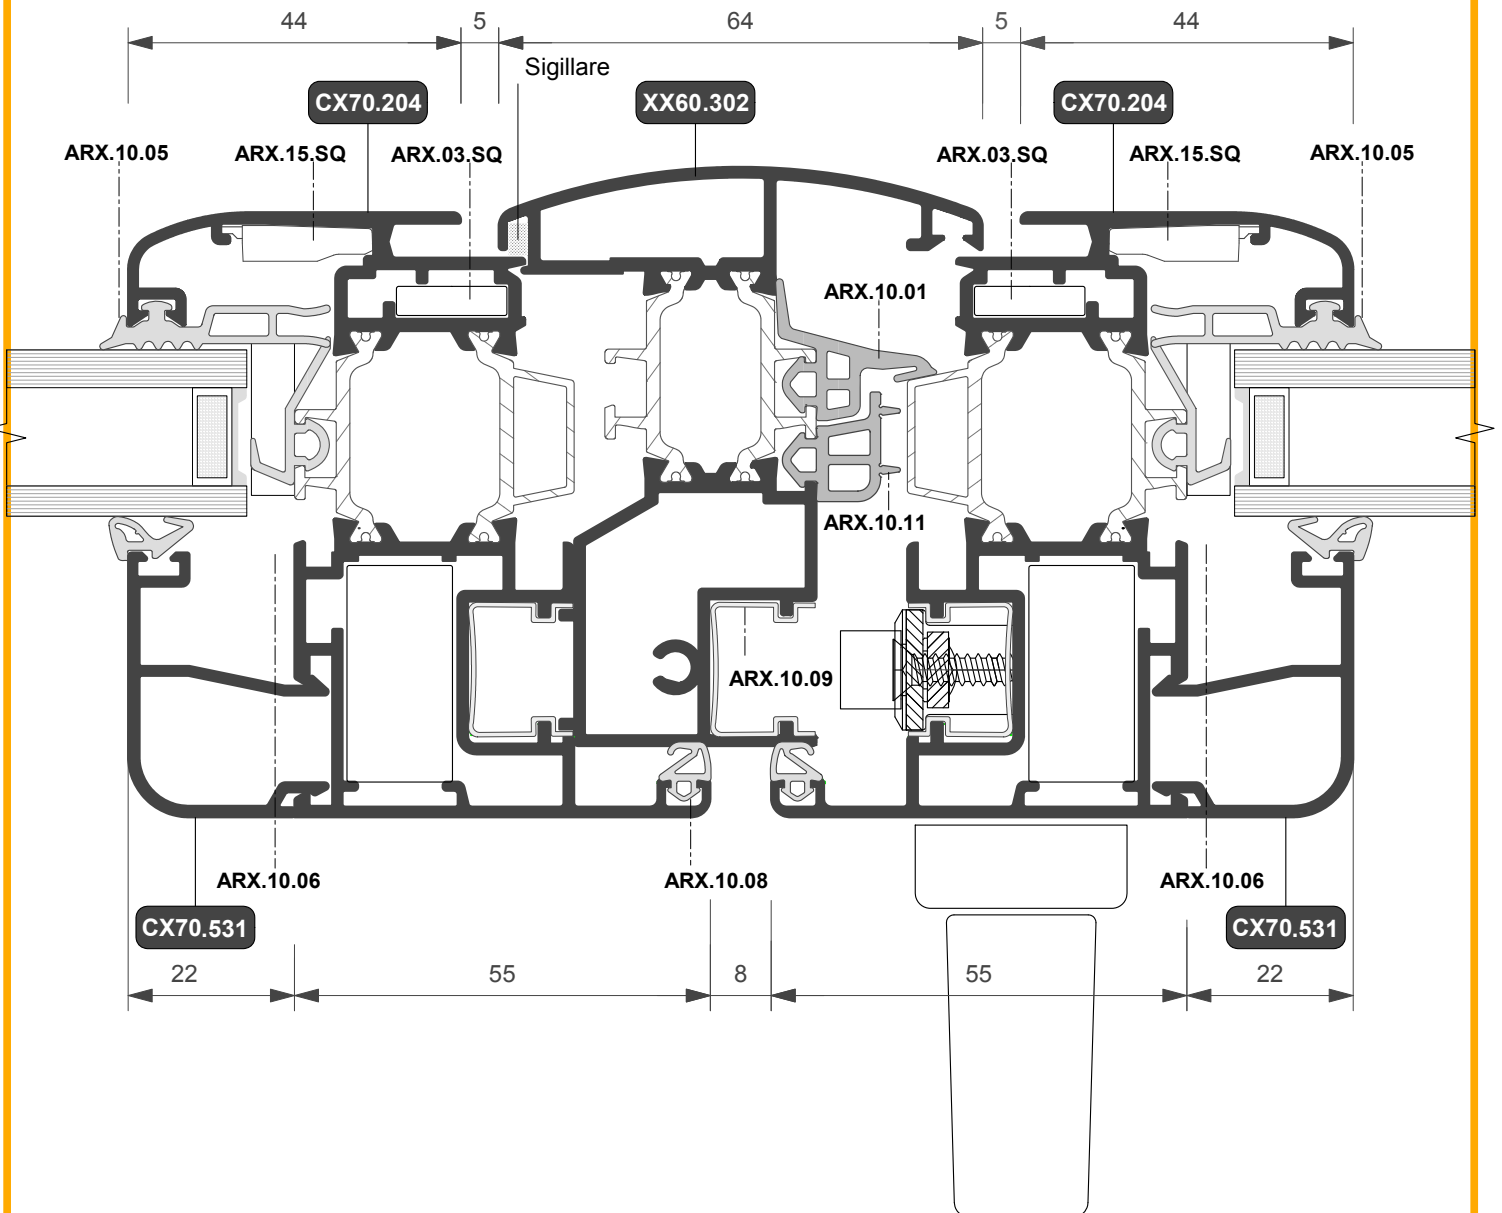 44 5 64 5 44
Sigillare
CX70.204 XX60.302 CX70.204
ARX.10.05 ARX.15.SQ ARX.03.SQ ARX.03.SQ ARX.15.SQ ARX.10.05
ARX.10.01
ARX.10.11
ARX.10.09
ARX.10.06 ARX.10.08 ARX.10.06
CX70.531 CX70.531
22 55 8 55 22